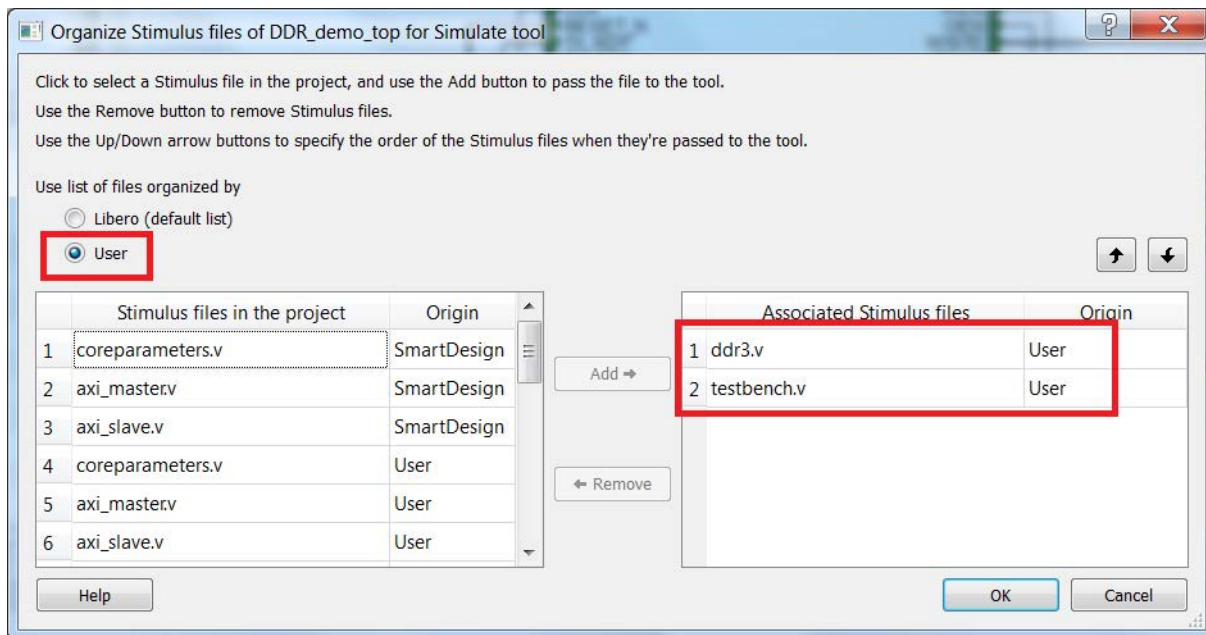 Organize Stimulus files of DDR_demo_top for Simulate tool
Click to select a Stimulus file in the project, and use the Add button to pass the file to the tool.
Use the Remove button to remove Stimulus files.
Use the Up/Down arrow buttons to specify the order of the Stimulus files when they're passed to the tool.
Use list of files organized by
Libero (default list)
User
Stimulus files in the project Origin
1 coreparameters.v SmartDesign
2 axi_master.v SmartDesign
3 axi_slave.v SmartDesign
4 coreparameters.v User
5 axi_master.v User
6 axi_slave.v User
Add
Remove
Associated Stimulus files Origin
1 ddr3.v User
2 testbench.v User
Help
OK
Cancel